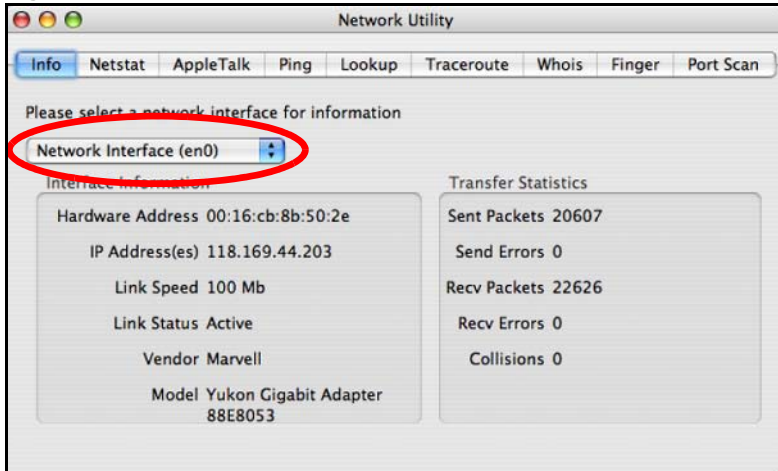 Network Utility
Info Netstat AppleTalk Ping Lookup Traceroute Whois Finger Port Scan
Please select a network interface for information
Network Interface (en0)
Interface Information
Hardware Address 00:16:cb:8b:50:2e
IP Address(es) 118.169.44.203
Link Speed 100 Mb
Link Status Active
Vendor Marvell
Model Yukon Gigabit Adapter
88E8053
Transfer Statistics
Sent Packets 20607
Send Errors 0
Recv Packets 22626
Recv Errors 0
Collisions 0